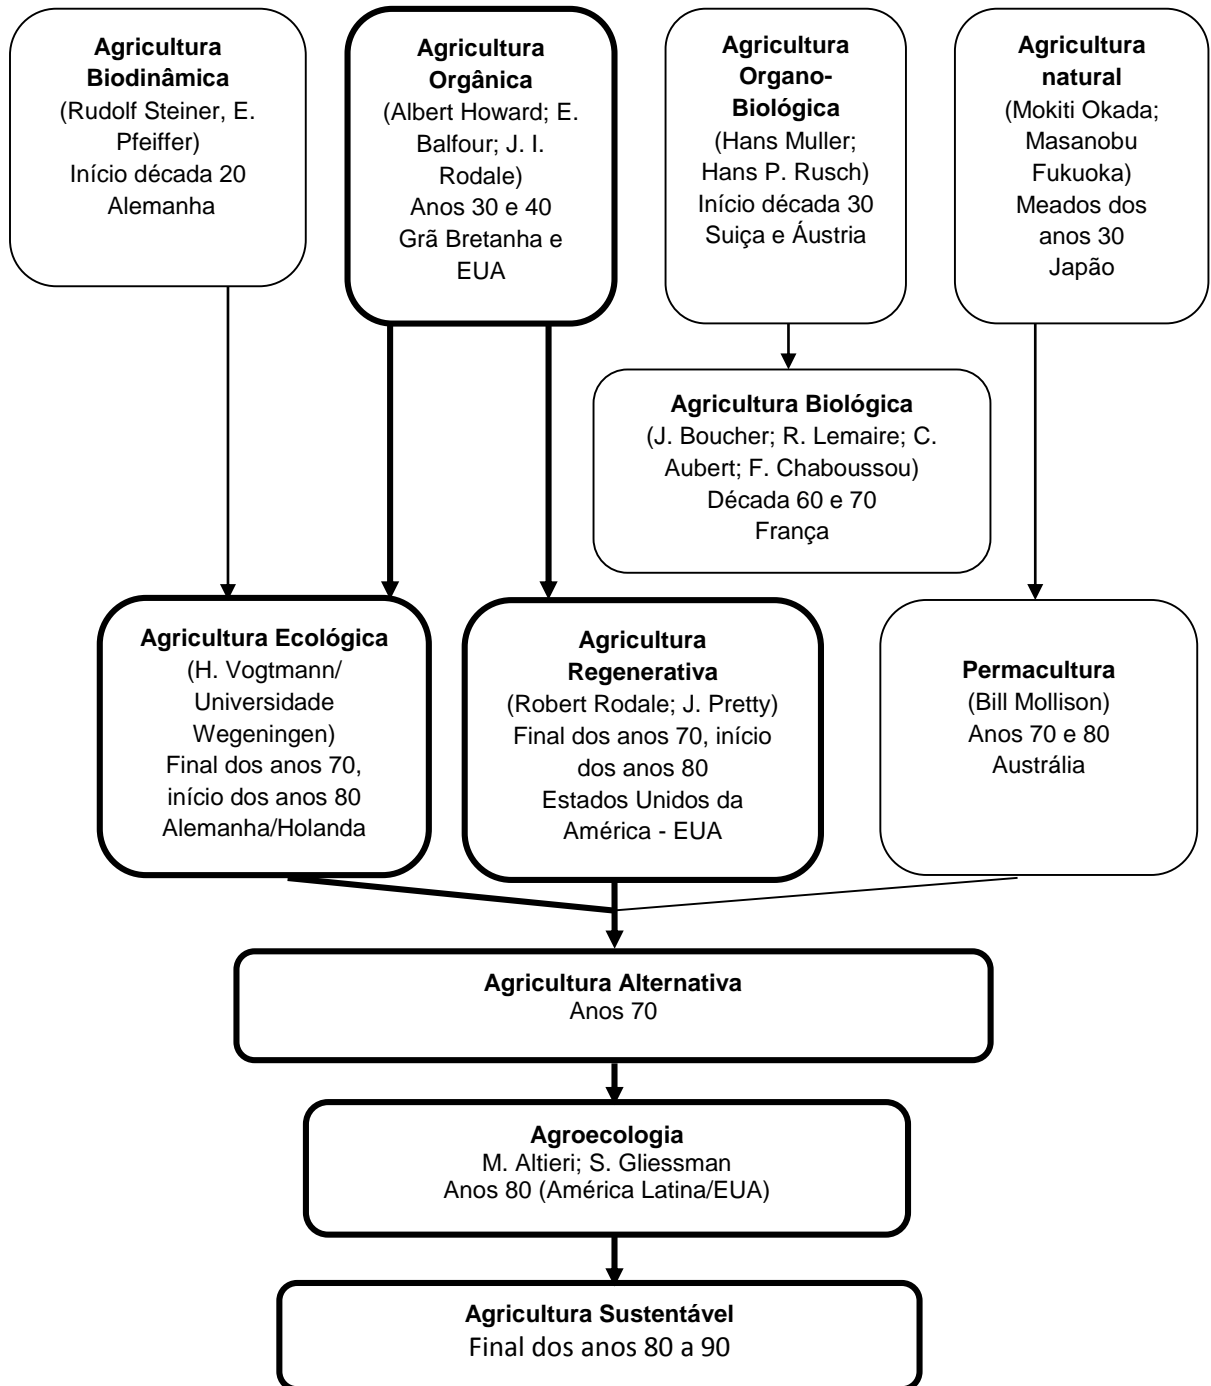 Agricultura
Biodinâmica
(Rudolf Steiner, E.
Pfeiffer)
Início década 20
Alemanha
Agricultura
Orgânica
(Albert Howard; E.
Balfour; J. I.
Rodale)
Anos 30 e 40
Grã Bretanha e
EUA
Agricultura
Organo-
Biológica
(Hans Muller;
Hans P. Rusch)
Início década 30
Suiça e Áustria
Agricultura
natural
(Mokiti Okada;
Masanobu
Fukuoka)
Meados dos
anos 30
Japão
Agricultura Biológica
(J. Boucher; R. Lemaire; C.
Aubert; F. Chaboussou)
Década 60 e 70
França
Agricultura Ecológica
(H. Vogtmann/
Universidade
Wegeningen)
Final dos anos 70,
início dos anos 80
Alemanha/Holanda
Agricultura
Regenerativa
(Robert Rodale; J. Pretty)
Final dos anos 70, início
dos anos 80
Estados Unidos da
América - EUA
Permacultura
(Bill Mollison)
Anos 70 e 80
Austrália
Agricultura Alternativa
Anos 70
Agroecologia
M. Altieri; S. Gliessman
Anos 80 (América Latina/EUA)
Agricultura Sustentável
Final dos anos 80 a 90